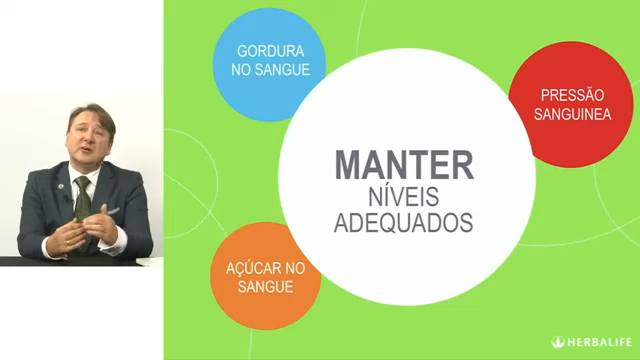 GORDURA
NO SANGUE
PRESSÃO
SANGUINEA
MANTER
NÍVEIS
ADEQUADOS
AÇÚCAR NO
SANGUE
HERBALIFE